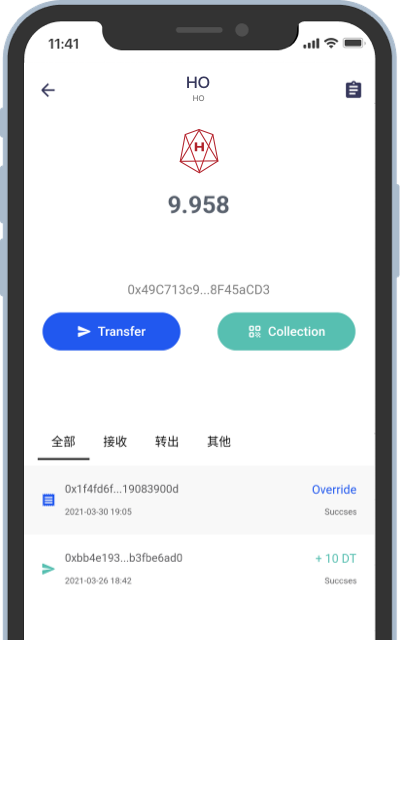 11:41
HO
HO
H
9.958
0x49C713c9...8F45aCD3
Transfer
Collection
全部 接收 转出 其他
0x1f4fd6f...19083900d
Override
2021-03-30 19:05
Succses
0xbb4e193...b3fbe6ad0
+ 10 DT
2021-03-26 18:42
Succses